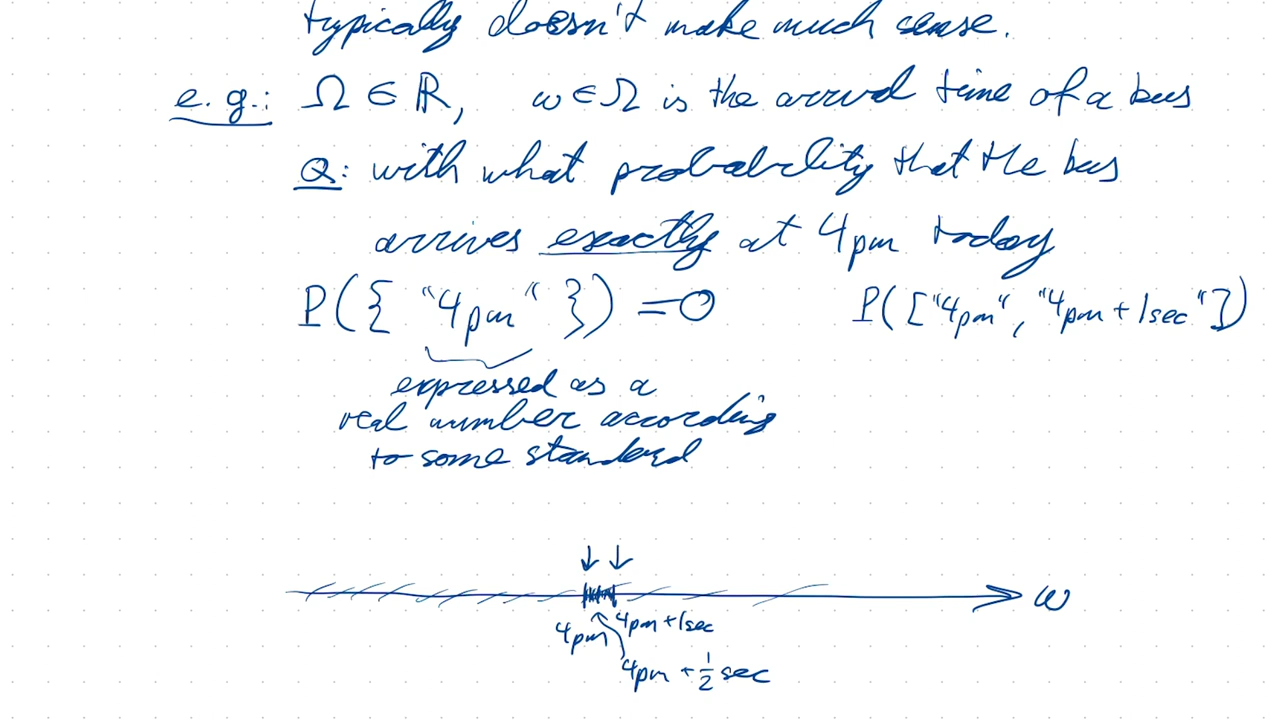 typically doesn't make much sense.
e.g.: Ω ∈ ℝ, ω ∈ Ω is the arrival time of a bus
Q: with what probability that the bus
arrives exactly at 4pm today
P({ "4pm" }) = 0 P(["4pm", "4pm + 1sec"])
expressed as a
real number according
to some standard
ω
4pm 4pm + 1sec
4pm + 1/2 sec